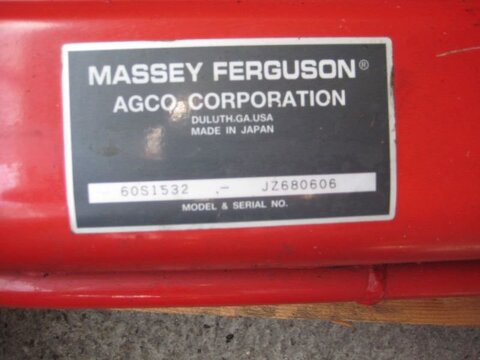 MASSEY FERGUSON®
AGCO CORPORATION
DULUTH.GA.USA
MADE IN JAPAN
60S1532 .- JZ680606
MODEL & SERIAL NO.